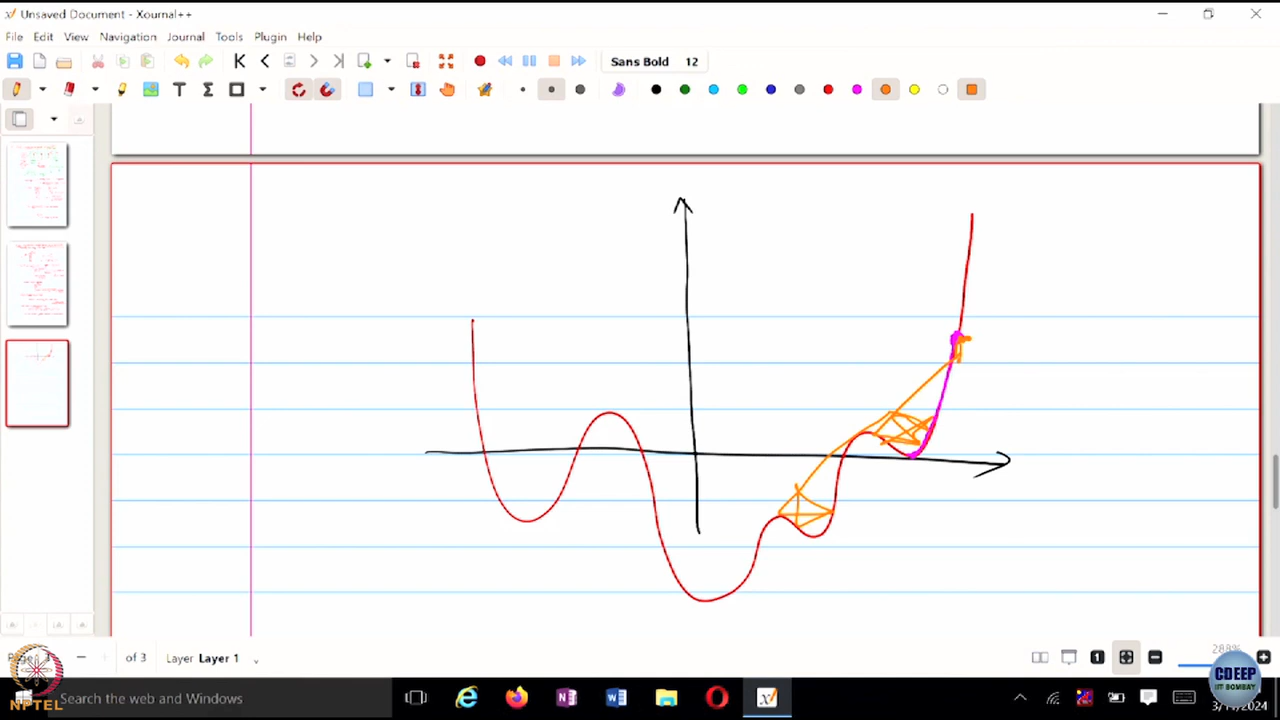 Unsaved Document - Xournal++
File Edit View Navigation Journal Tools Plugin Help
Sans Bold 12
of 3 Layer Layer 1
288%
Search the web and Windows
NPTEL
CDEEP
IIT BOMBAY